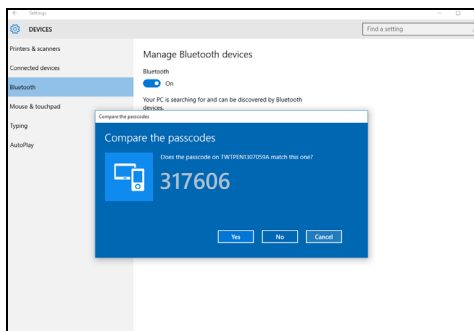 Settings
DEVICES
Find a setting
Printers & scanners
Connected devices
Bluetooth
Mouse & touchpad
Typing
AutoPlay
Manage Bluetooth devices
Bluetooth
On
Your PC is searching for and can be discovered by Bluetooth
devices.
Compare the passcodes
Compare the passcodes
Does the passcode on TWTPEN1307059A match this one?
317606
Yes
No
Cancel